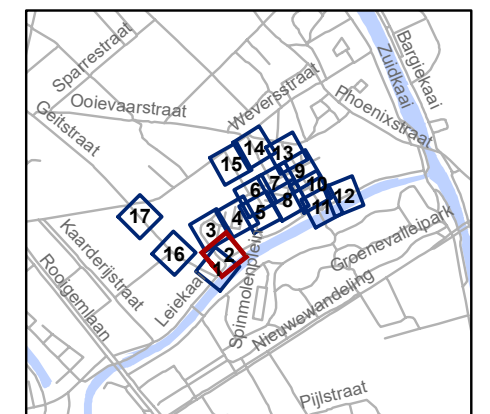 Sparrestraat
Bargiekaai
Zuidkaai
Ooievaarstraat
Weversstraat
Phoenixstraat
Geitstraat
14
13
15
9
7
10
6
12
8
11
5
4
17
3
16
2
1
Kaarderijstraat
Rooigemlaan
Leiekaai
Spinmolenplein
Groenevalleipark
Nieuwewandeling
Pijlstraat